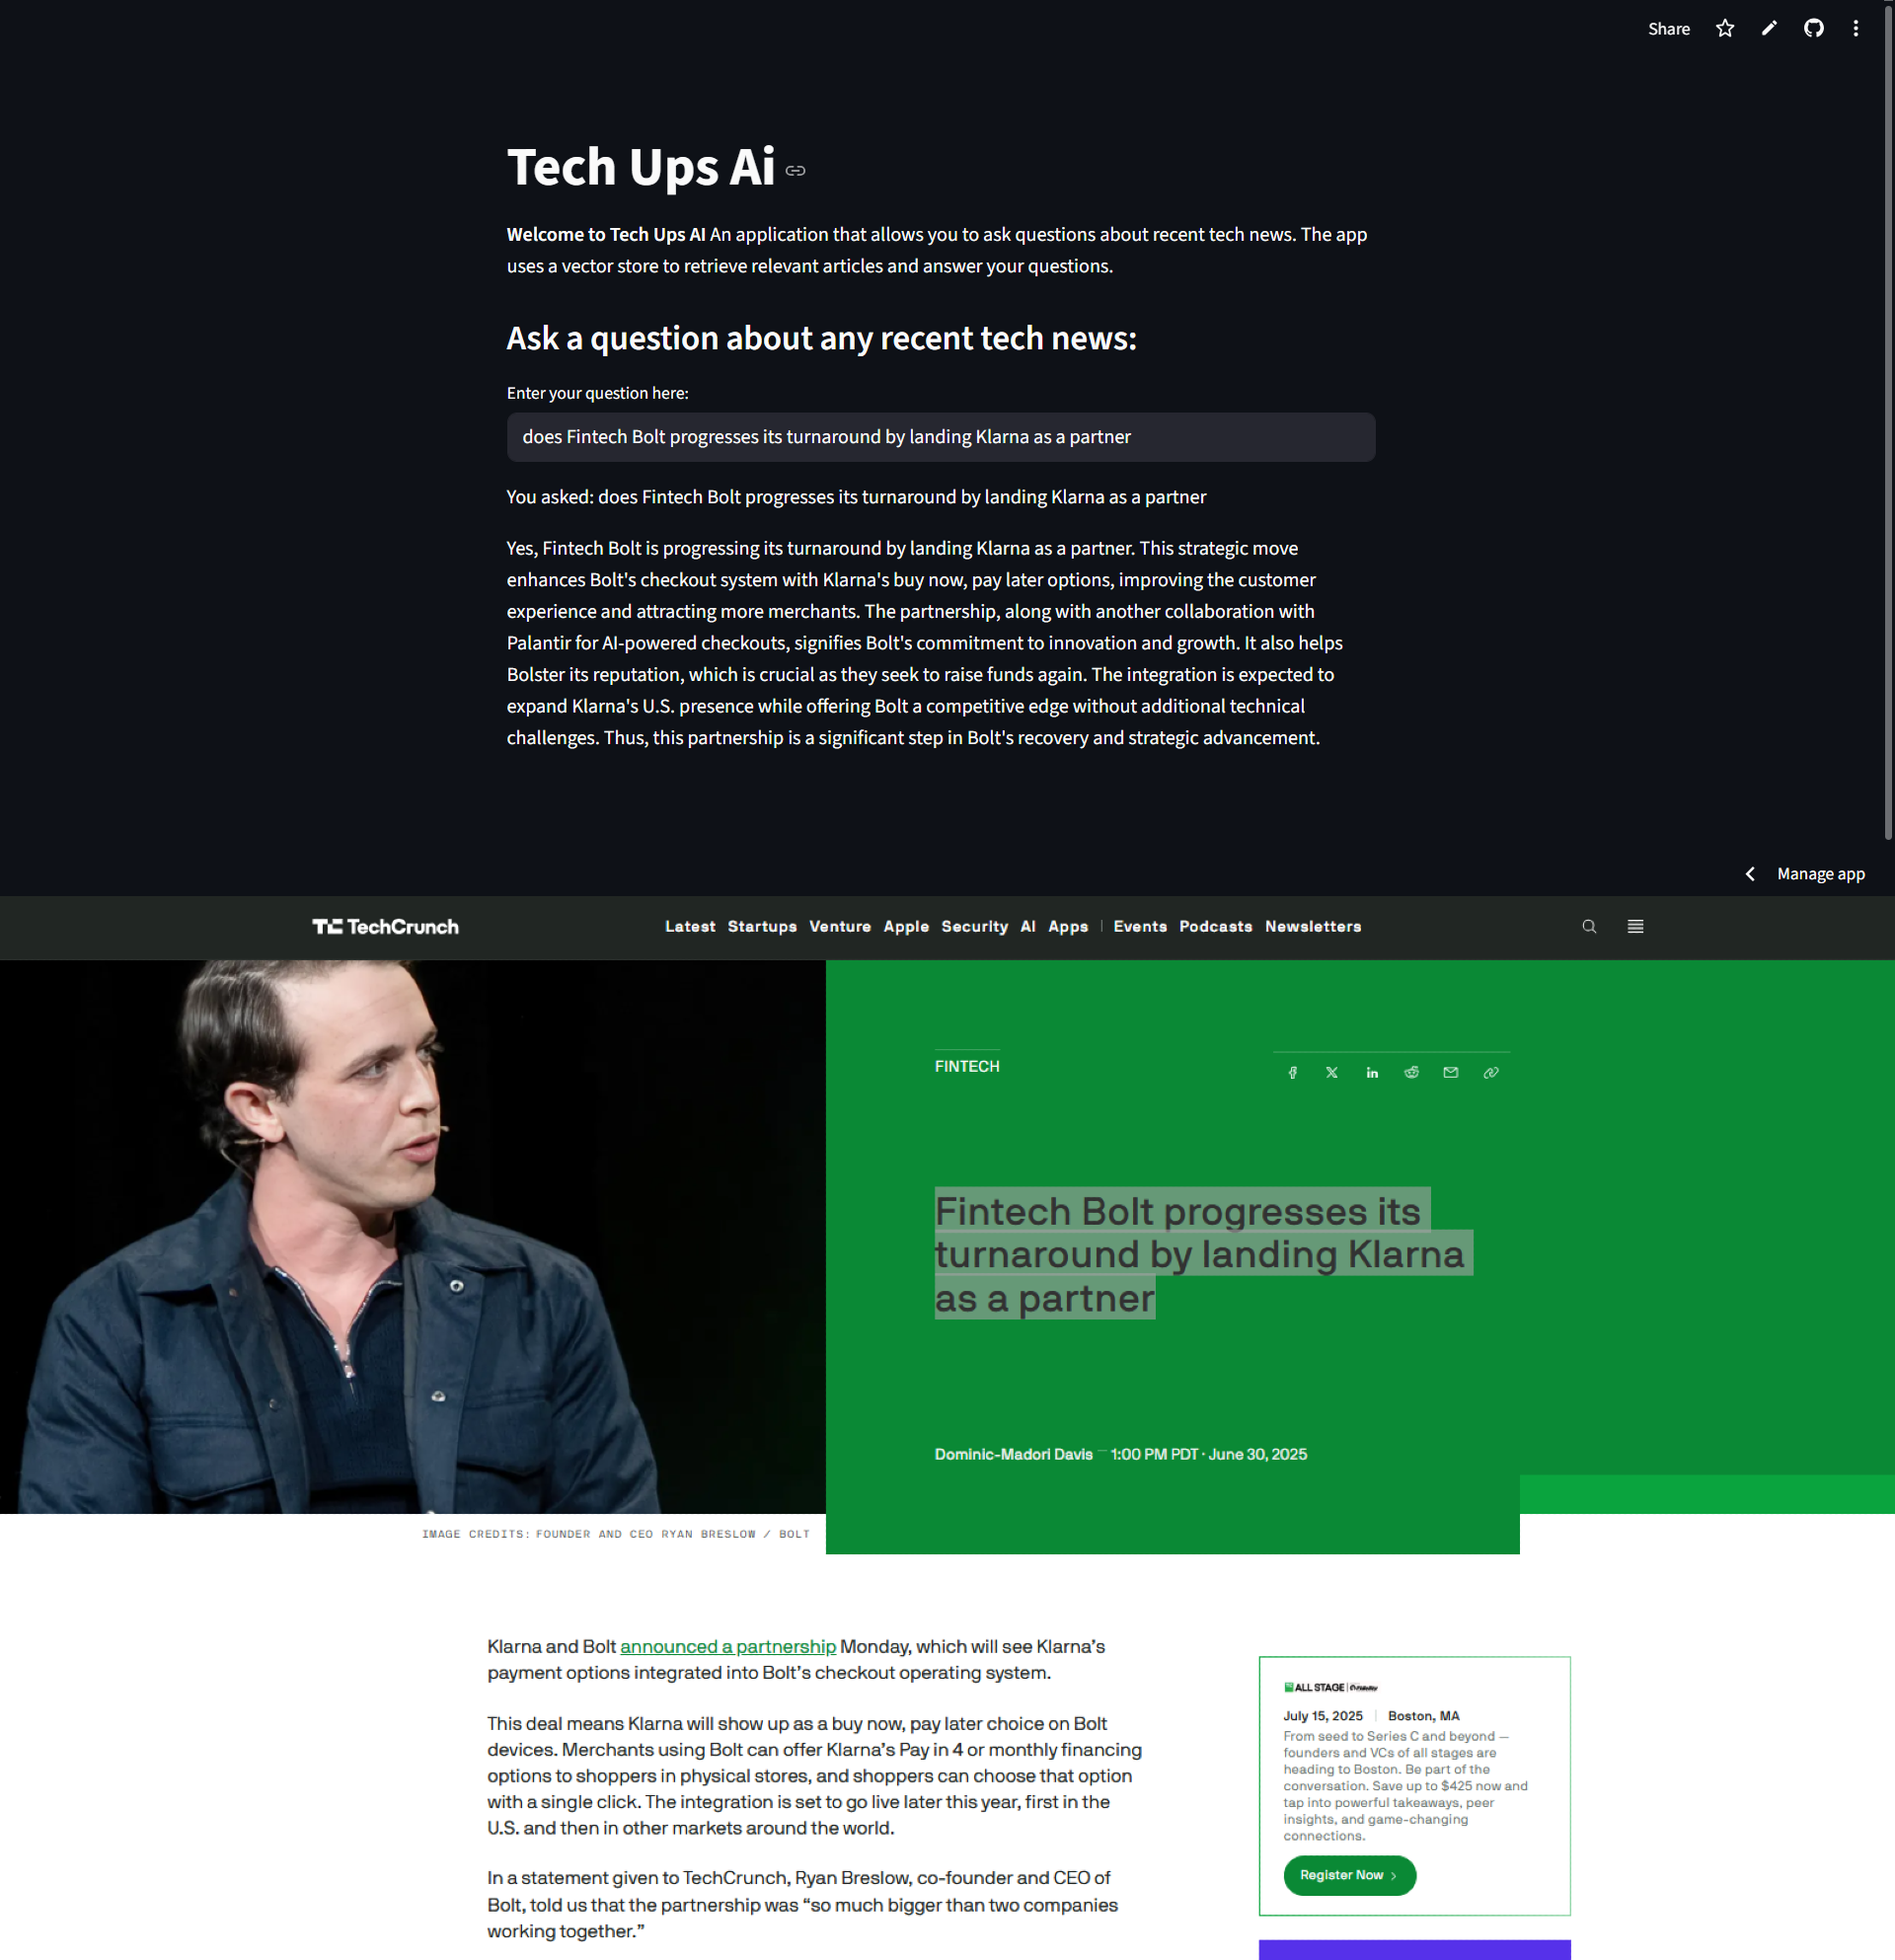 Share
Tech Ups Ai
Welcome to Tech Ups AI An application that allows you to ask questions about recent tech news. The app
uses a vector store to retrieve relevant articles and answer your questions.
Ask a question about any recent tech news:
Enter your question here:
does Fintech Bolt progresses its turnaround by landing Klarna as a partner
You asked: does Fintech Bolt progresses its turnaround by landing Klarna as a partner
Yes, Fintech Bolt is progressing its turnaround by landing Klarna as a partner. This strategic move
enhances Bolt's checkout system with Klarna's buy now, pay later options, improving the customer
experience and attracting more merchants. The partnership, along with another collaboration with
Palantir for AI-powered checkouts, signifies Bolt's commitment to innovation and growth. It also helps
Bolster its reputation, which is crucial as they seek to raise funds again. The integration is expected to
expand Klarna's U.S. presence while offering Bolt a competitive edge without additional technical
challenges. Thus, this partnership is a significant step in Bolt's recovery and strategic advancement.
Manage app
TechCrunch
Latest Startups Venture Apple Security AI Apps | Events Podcasts Newsletters
FINTECH
Fintech Bolt progresses its
turnaround by landing Klarna
as a partner
Dominic-Madori Davis — 1:00 PM PDT · June 30, 2025
IMAGE CREDITS: FOUNDER AND CEO RYAN BRESLOW / BOLT
Klarna and Bolt announced a partnership Monday, which will see Klarna’s
payment options integrated into Bolt’s checkout operating system.
This deal means Klarna will show up as a buy now, pay later choice on Bolt
devices. Merchants using Bolt can offer Klarna’s Pay in 4 or monthly financing
options to shoppers in physical stores, and shoppers can choose that option
with a single click. The integration is set to go live later this year, first in the
U.S. and then in other markets around the world.
In a statement given to TechCrunch, Ryan Breslow, co-founder and CEO of
Bolt, told us that the partnership was “so much bigger than two companies
working together.”
ALL STAGE
July 15, 2025 | Boston, MA
From seed to Series C and beyond —
founders and VCs of all stages are
heading to Boston. Be part of the
conversation. Save up to $425 now and
tap into powerful takeaways, peer
insights, and game-changing
connections.
Register Now